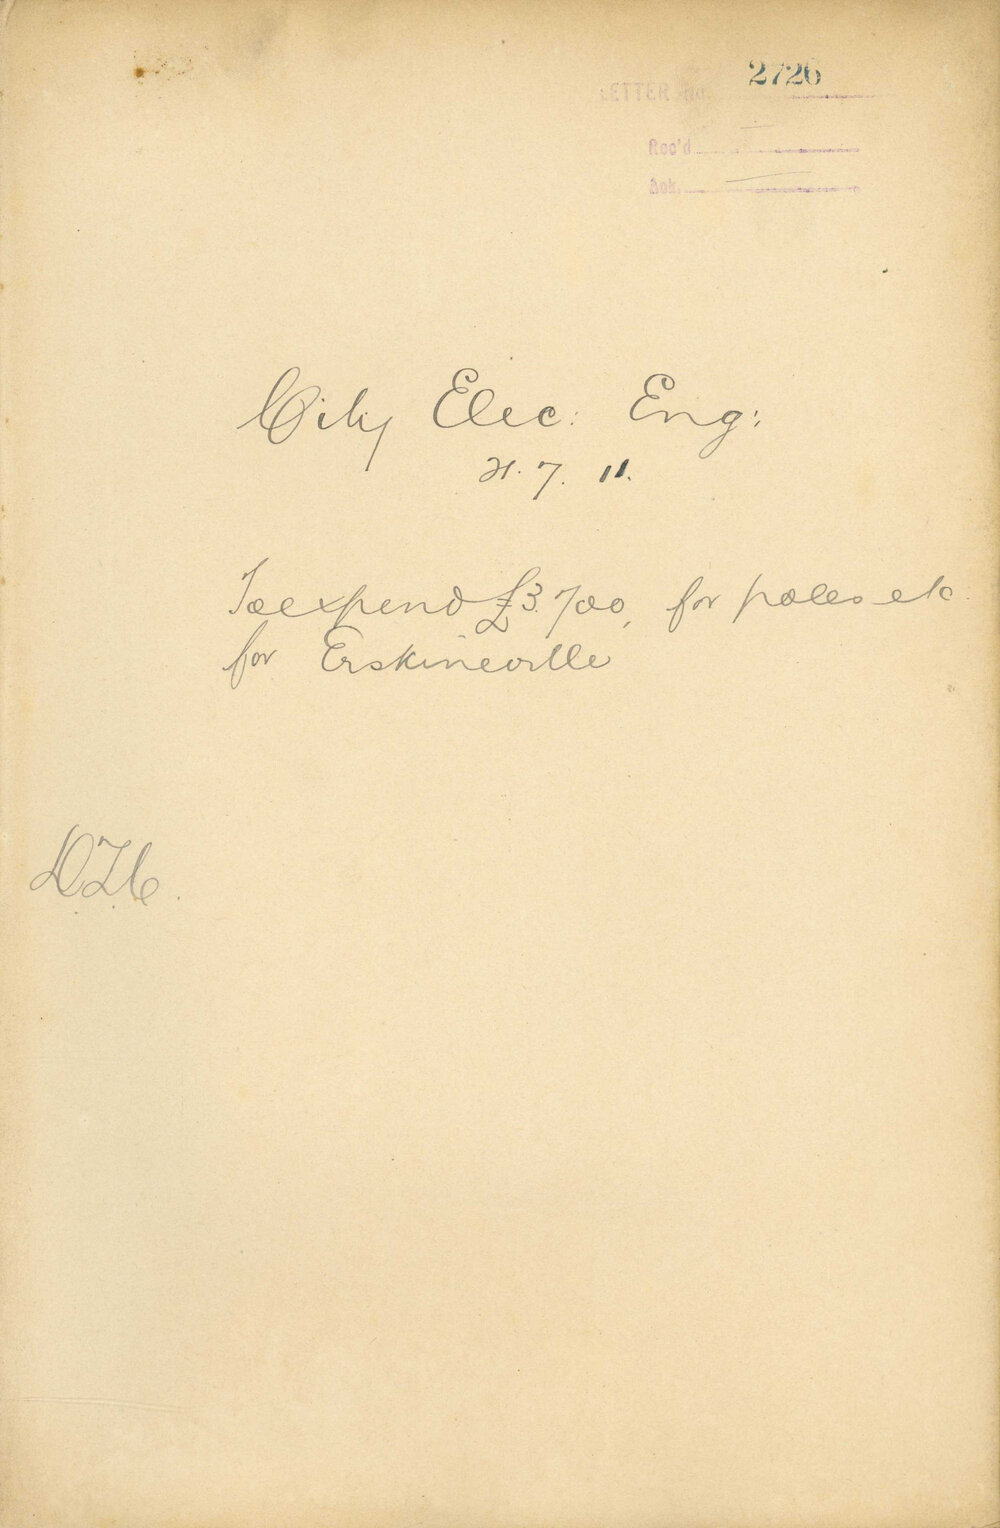 LETTER No. 2726
Rec'd
Ack.
City Elec: Eng:
21. 7. 11.
To expend £3.700, for poles etc.
for Erskineville